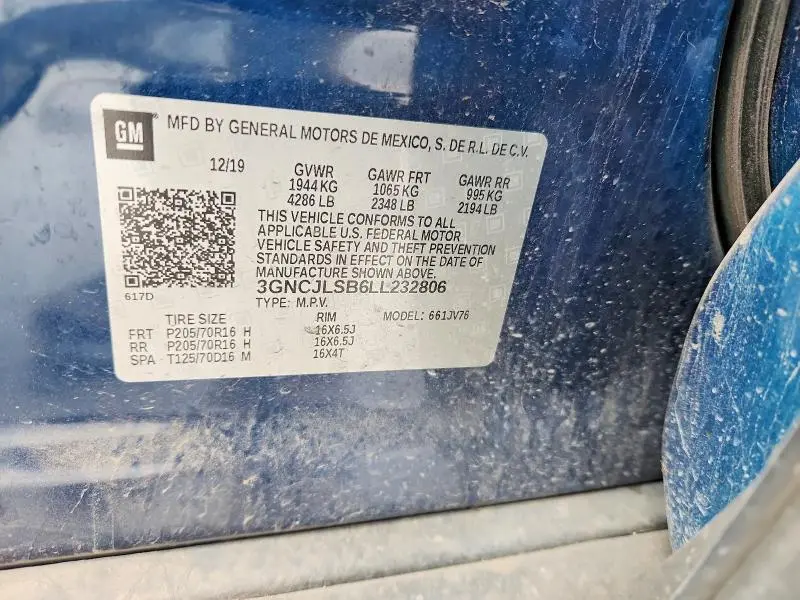 GM ® MFD BY GENERAL MOTORS DE MEXICO, S. DE R.L. DE C.V.
12/19 GVWR GAWR FRT GAWR RR
1944 KG 1065 KG 995 KG
4286 LB 2348 LB 2194 LB
THIS VEHICLE CONFORMS TO ALL
APPLICABLE U.S. FEDERAL MOTOR
VEHICLE SAFETY AND THEFT PREVENTION
STANDARDS IN EFFECT ON THE DATE OF
MANUFACTURE SHOWN ABOVE.
3GNCJLSB6LL232806
617D TYPE: M.P.V. MODEL: 661JV76
TIRE SIZE RIM
FRT P205/70R16 H 16X6.5J
RR P205/70R16 H 16X6.5J
SPA T125/70D16 M 16X4T